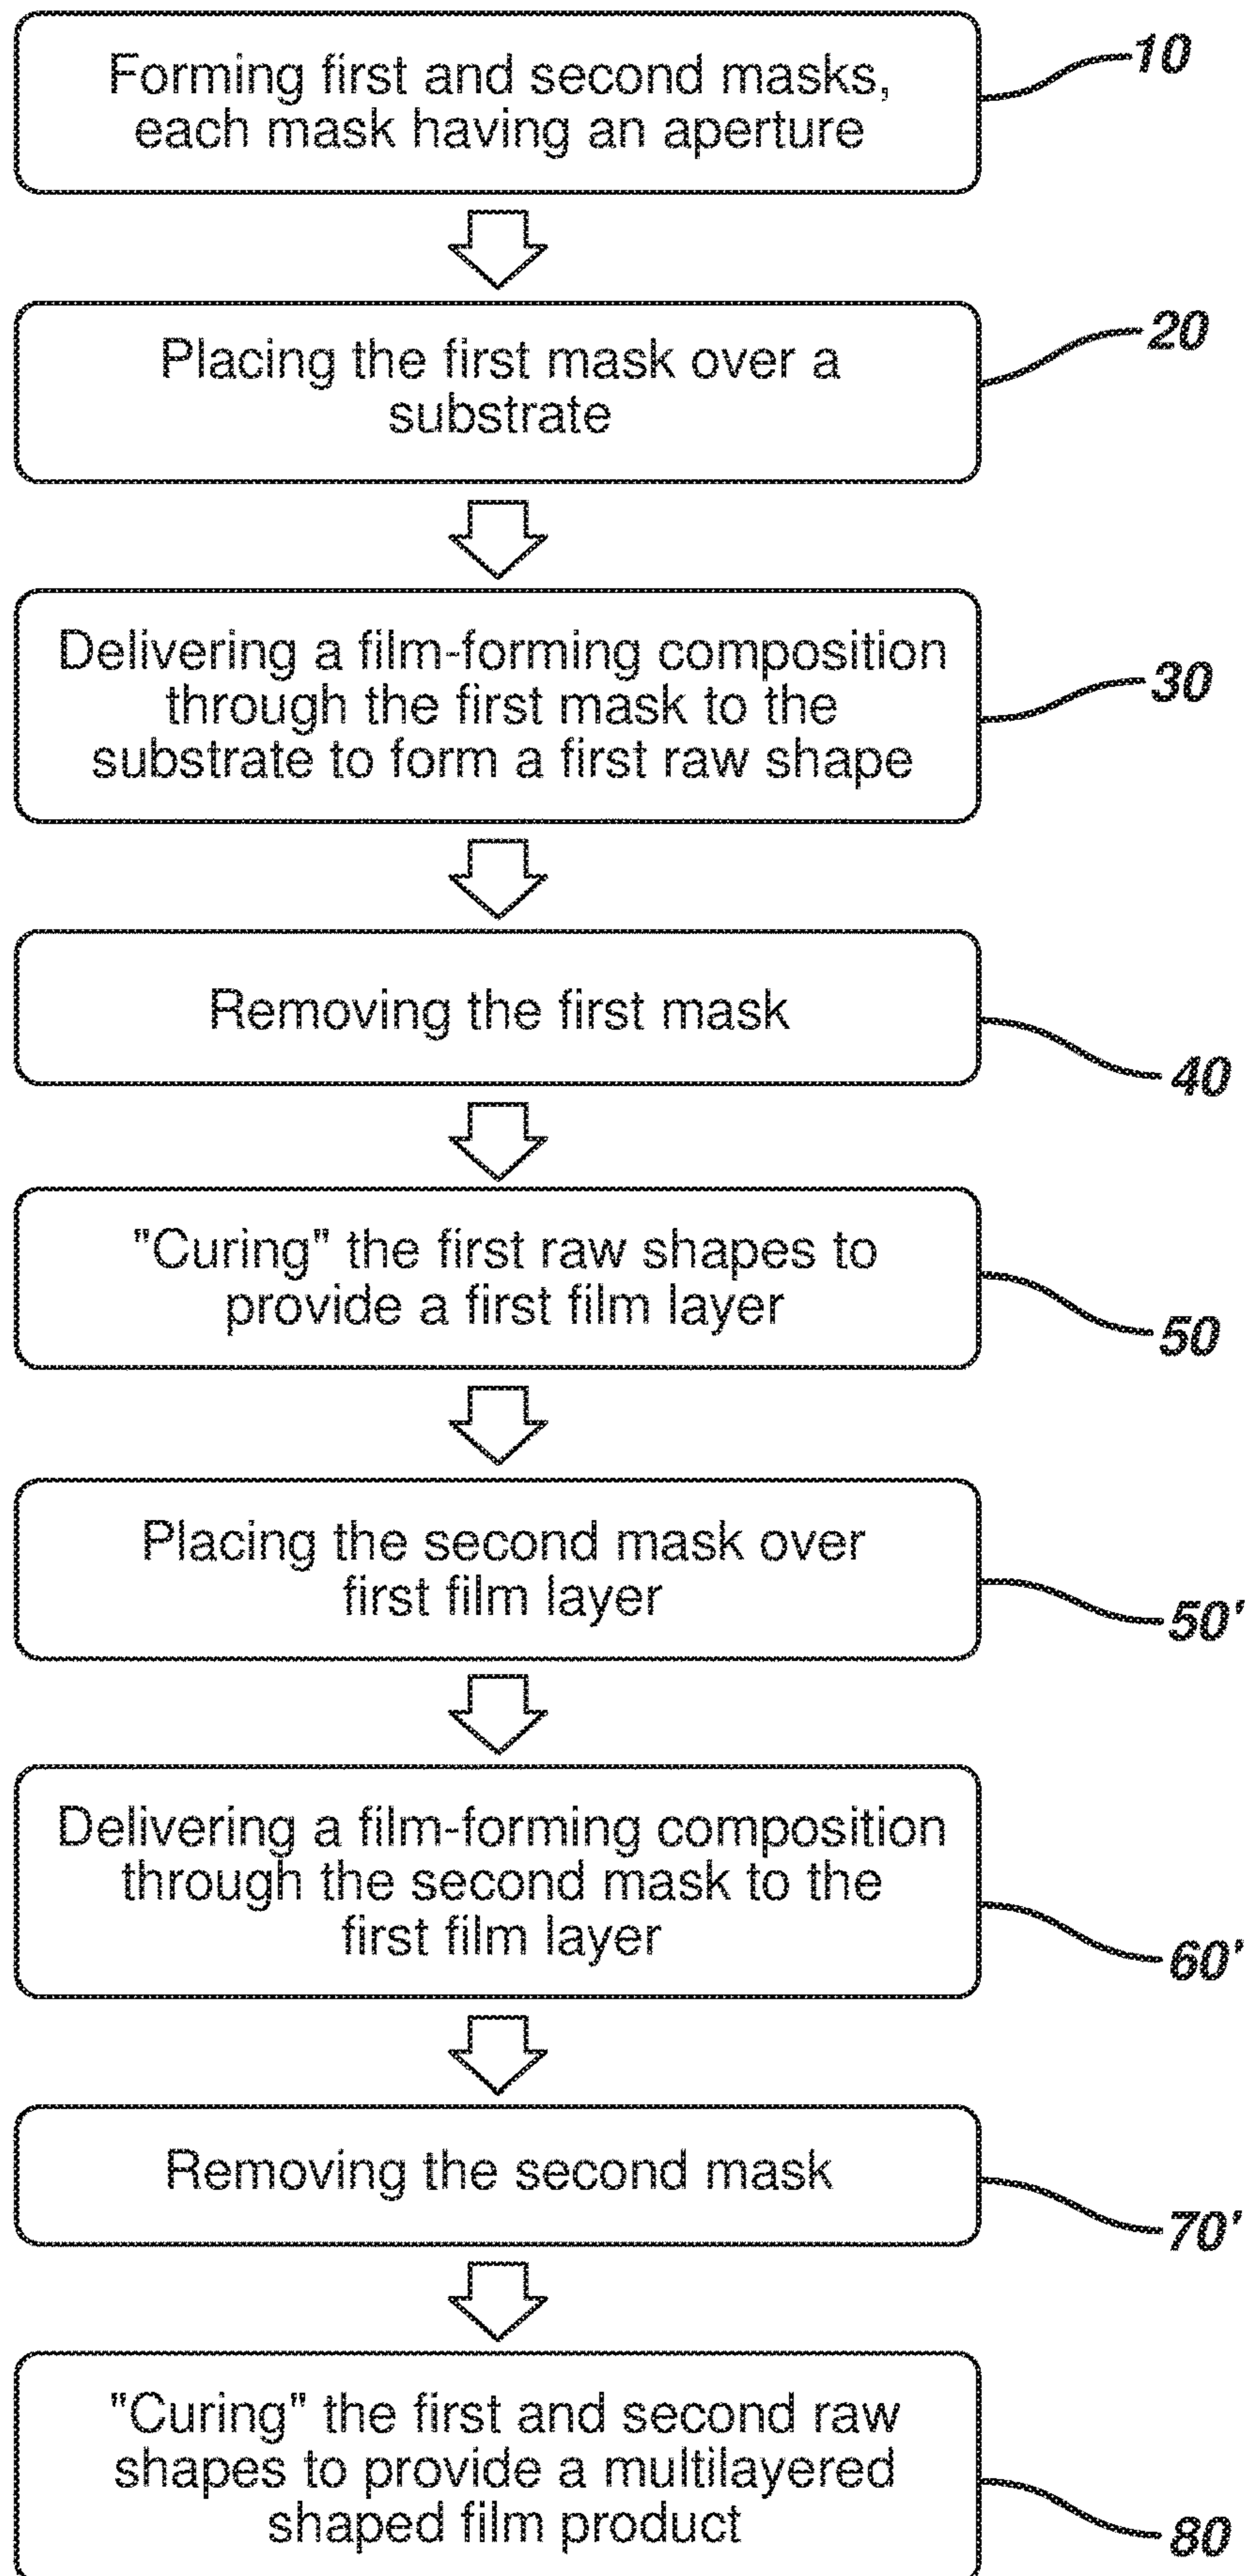 Forming first and second masks,
each mask having an aperture
10
Placing the first mask over a
substrate
20
Delivering a film-forming composition
through the first mask to the
substrate to form a first raw shape
30
Removing the first mask
40
"Curing" the first raw shapes to
provide a first film layer
50
Placing the second mask over
first film layer
50'
Delivering a film-forming composition
through the second mask to the
first film layer
60'
Removing the second mask
70'
"Curing" the first and second raw
shapes to provide a multilayered
shaped film product
80